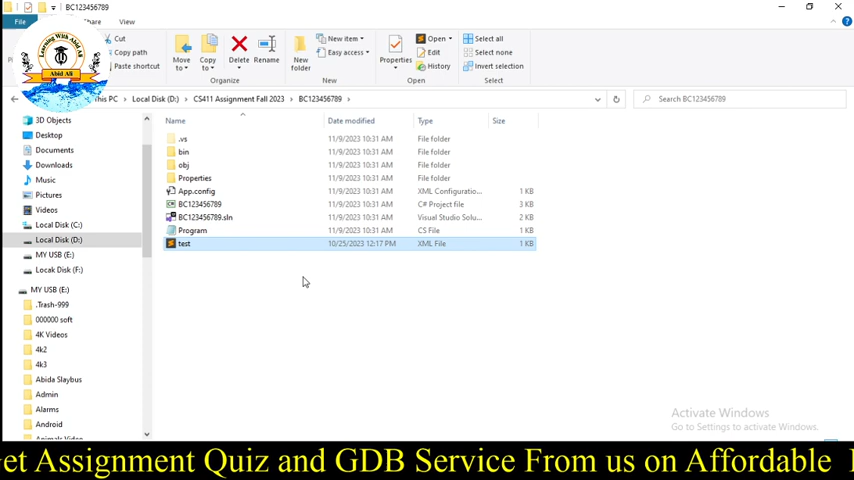 BC123456789
File
Share
View
Cut
Copy path
Paste shortcut
Move to
Copy to
Delete
Rename
New folder
New item
Easy access
Properties
Open
Edit
History
Select all
Select none
Invert selection
Organize
New
Open
Select
Learning With Abid Ali
Abid Ali
This PC > Local Disk (D:) > CS411 Assignment Fall 2023 > BC123456789 >
Search BC123456789
Name Date modified Type Size
.vs 11/9/2023 10:31 AM File folder
bin 11/9/2023 10:31 AM File folder
obj 11/9/2023 10:31 AM File folder
Properties 11/9/2023 10:31 AM File folder
App.config 11/9/2023 10:31 AM XML Configuratio... 1 KB
BC123456789 11/9/2023 10:31 AM C# Project file 3 KB
BC123456789.sln 11/9/2023 10:31 AM Visual Studio Solu... 2 KB
Program 11/9/2023 10:31 AM CS File 1 KB
test 10/25/2023 12:17 PM XML File 1 KB
3D Objects
Desktop
Documents
Downloads
Music
Pictures
Videos
Local Disk (C:)
Local Disk (D:)
MY USB (E:)
Locak Disk (F:)
MY USB (E:)
.Trash-999
000000 soft
4K Videos
4k2
4k3
Abida Slaybus
Admin
Alarms
Android
Animals Video
Activate Windows
Go to Settings to activate Windows.
et Assignment Quiz and GDB Service From us on Affordable